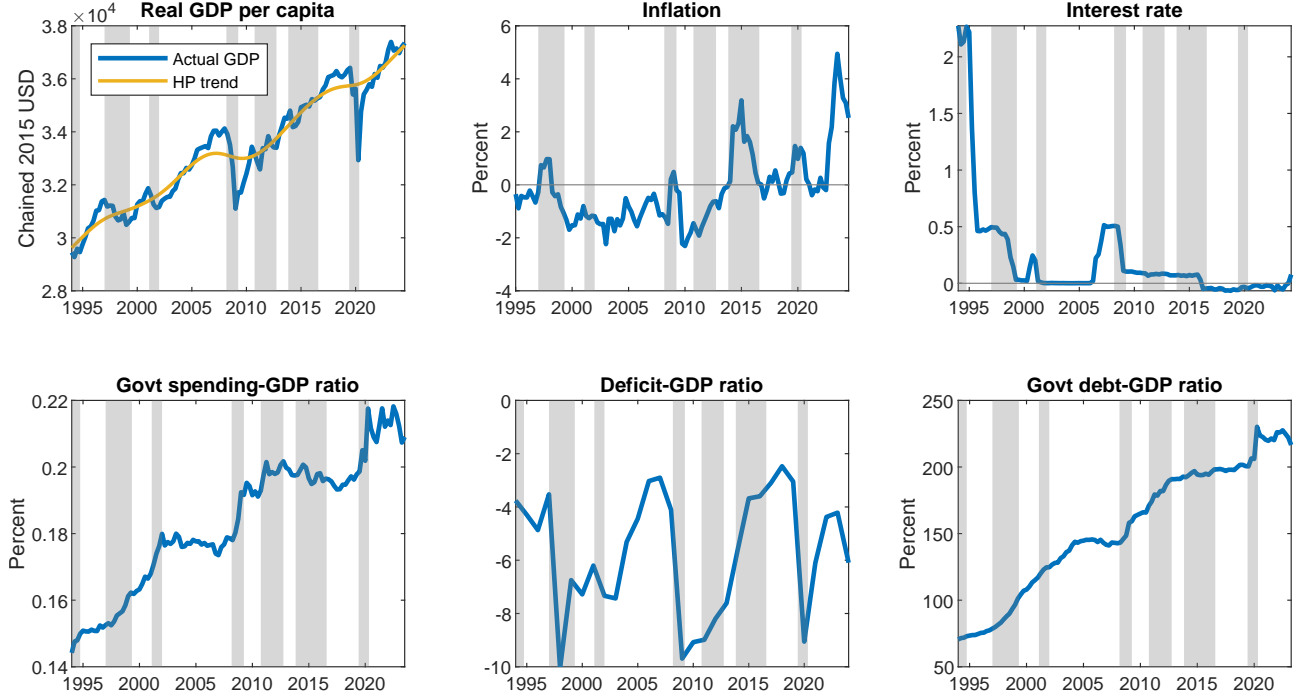 Real GDP per capita
×10⁴
3.8
3.6
3.4
3.2
3
2.8
Chained 2015 USD
Actual GDP
HP trend
1995 2000 2005 2010 2015 2020
Inflation
6
4
2
0
-2
-4
Percent
1995 2000 2005 2010 2015 2020
Interest rate
2
1.5
1
0.5
0
Percent
1995 2000 2005 2010 2015 2020
Govt spending-GDP ratio
0.22
0.2
0.18
0.16
0.14
Percent
1995 2000 2005 2010 2015 2020
Deficit-GDP ratio
0
-2
-4
-6
-8
-10
Percent
1995 2000 2005 2010 2015 2020
Govt debt-GDP ratio
250
200
150
100
50
Percent
1995 2000 2005 2010 2015 2020